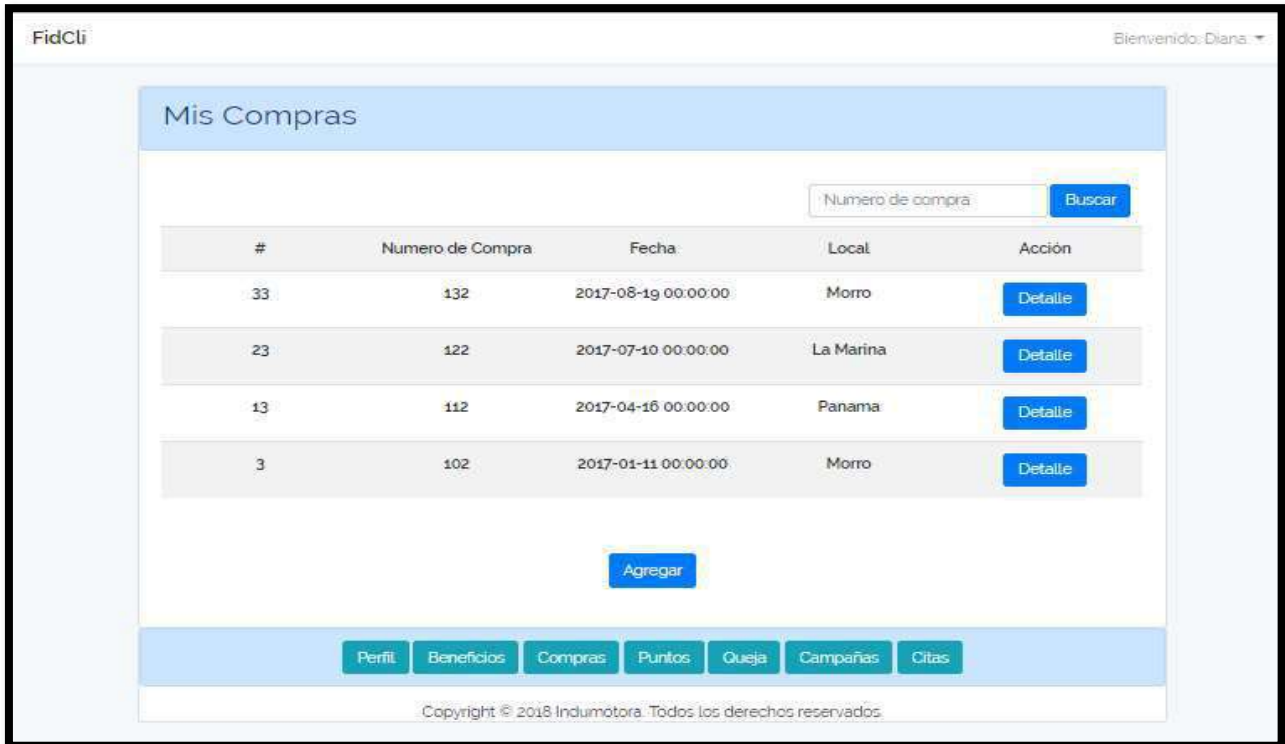 FidCli
Bienvenido, Diana
Mis Compras
Numero de compra Buscar
# Numero de Compra Fecha Local Acción
33 132 2017-08-19 00:00:00 Morro Detalle
23 122 2017-07-10 00:00:00 La Marina Detalle
13 112 2017-04-16 00:00:00 Panama Detalle
3 102 2017-01-11 00:00:00 Morro Detalle
Agregar
Perfil Beneficios Compras Puntos Queja Campañas Citas
Copyright © 2018 Indumotora. Todos los derechos reservados.